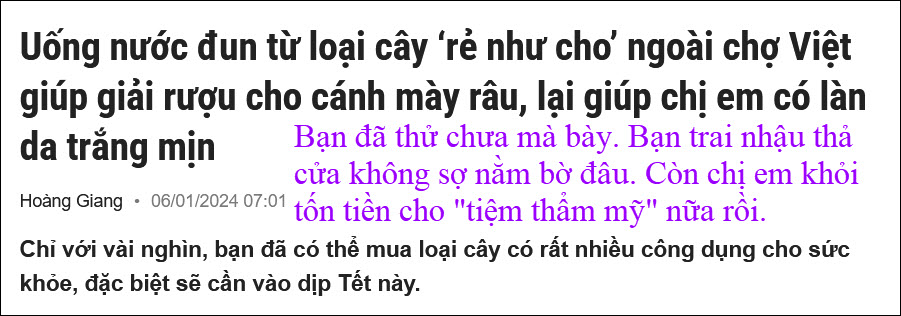 Uống nước đun từ loại cây ‘rẻ như cho’ ngoài chợ Việt
giúp giải rượu cho cánh mày râu, lại giúp chị em có làn
da trắng mịn
Bạn đã thử chưa mà bày. Bạn trai nhậu thả
cửa không sợ nằm bờ đâu. Còn chị em khỏi
tốn tiền cho "tiệm thẩm mỹ" nữa rồi.
Hoàng Giang • 06/01/2024 07:01
Chỉ với vài nghìn, bạn đã có thể mua loại cây có rất nhiều công dụng cho sức
khỏe, đặc biệt sẽ cần vào dịp Tết này.